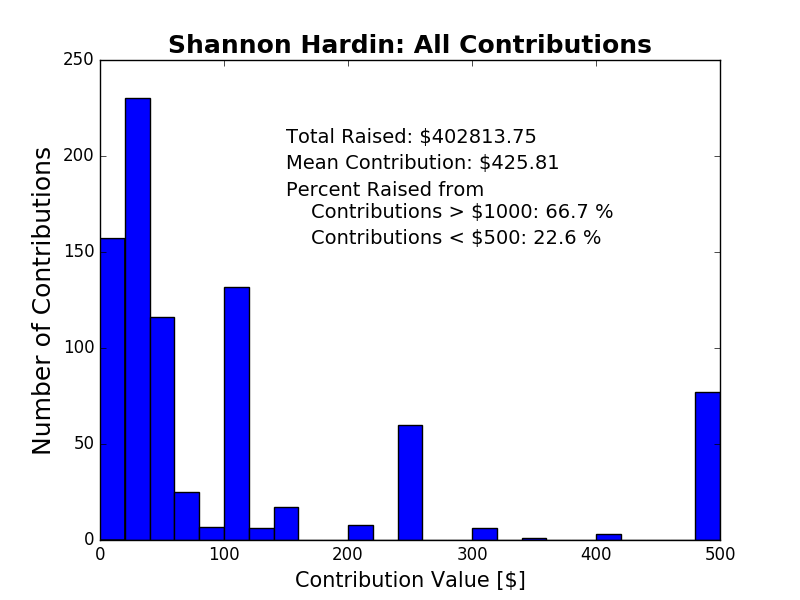 Shannon Hardin: All Contributions
250
200
150
100
50
0
Number of Contributions
Total Raised: $402813.75
Mean Contribution: $425.81
Percent Raised from
Contributions > $1000: 66.7 %
Contributions < $500: 22.6 %
0 100 200 300 400 500
Contribution Value [$]